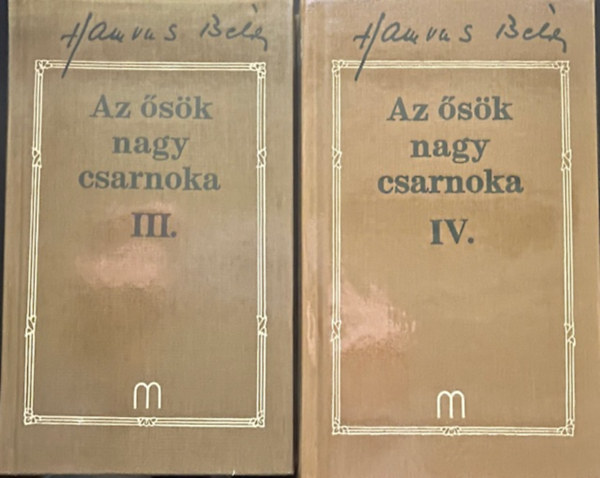 Hamvas Béla
Az ősök
nagy
csarnoka
III.
m
Hamvas Béla
Az ősök
nagy
csarnoka
IV.
m